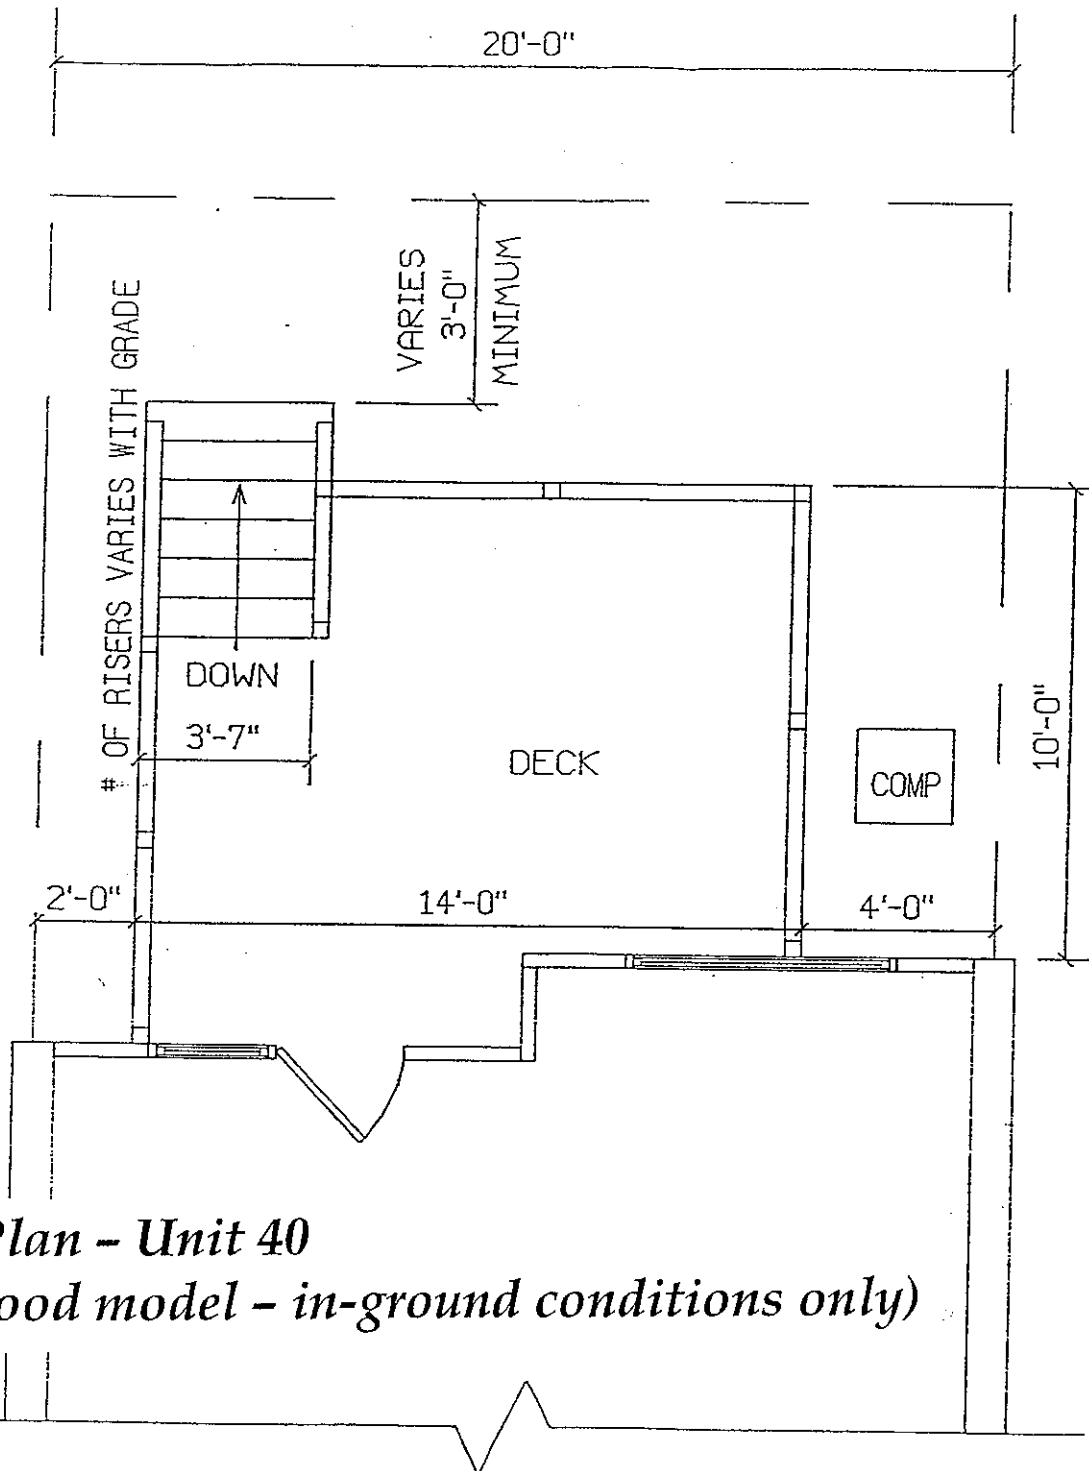 20'-0"
VARIES
3'-0"
MINIMUM
# OF RISERS VARIES WITH GRADE
DOWN
3'-7"
DECK
COMP
10'-0"
2'-0"
14'-0"
4'-0"
Plan – Unit 40
ood model – in-ground conditions only)